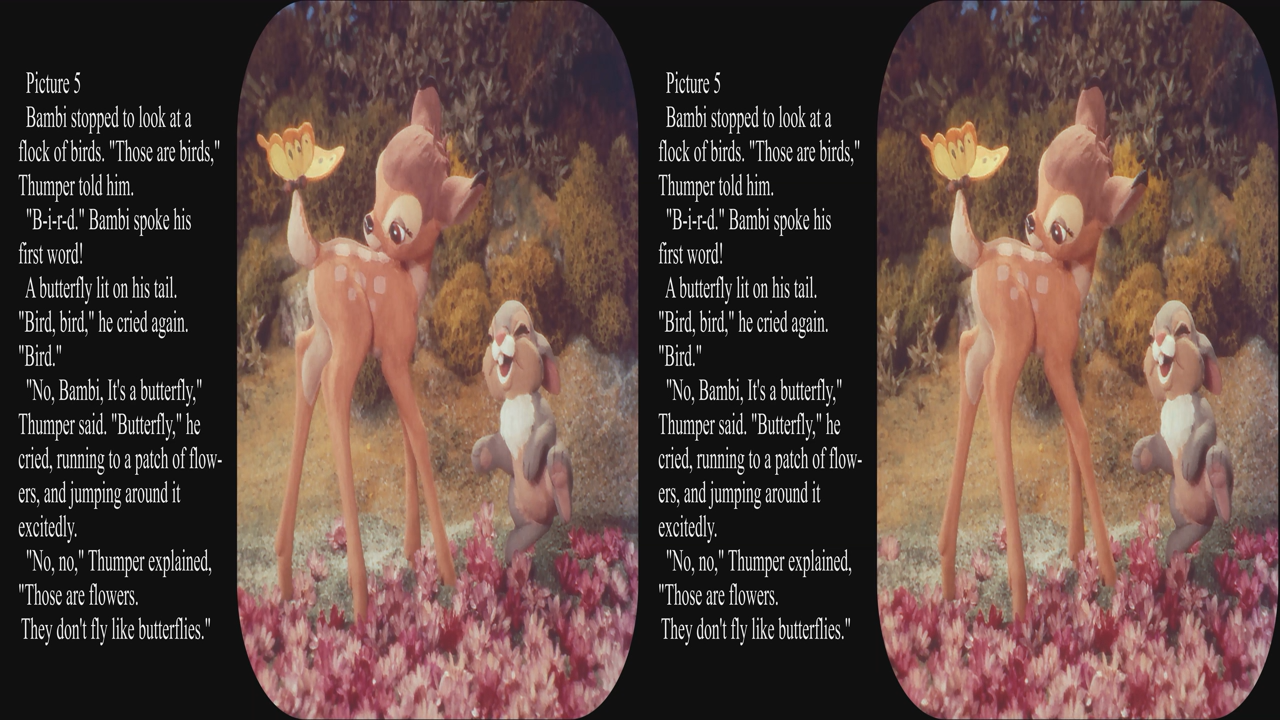 Picture 5
Bambi stopped to look at a
flock of birds. "Those are birds,"
Thumper told him.
"B-i-r-d." Bambi spoke his
first word!
A butterfly lit on his tail.
"Bird, bird," he cried again.
"Bird."
"No, Bambi, It's a butterfly,"
Thumper said. "Butterfly," he
cried, running to a patch of flow-
ers, and jumping around it
excitedly.
"No, no," Thumper explained,
"Those are flowers.
They don't fly like butterflies."
Picture 5
Bambi stopped to look at a
flock of birds. "Those are birds,"
Thumper told him.
"B-i-r-d." Bambi spoke his
first word!
A butterfly lit on his tail.
"Bird, bird," he cried again.
"Bird."
"No, Bambi, It's a butterfly,"
Thumper said. "Butterfly," he
cried, running to a patch of flow-
ers, and jumping around it
excitedly.
"No, no," Thumper explained,
"Those are flowers.
They don't fly like butterflies."